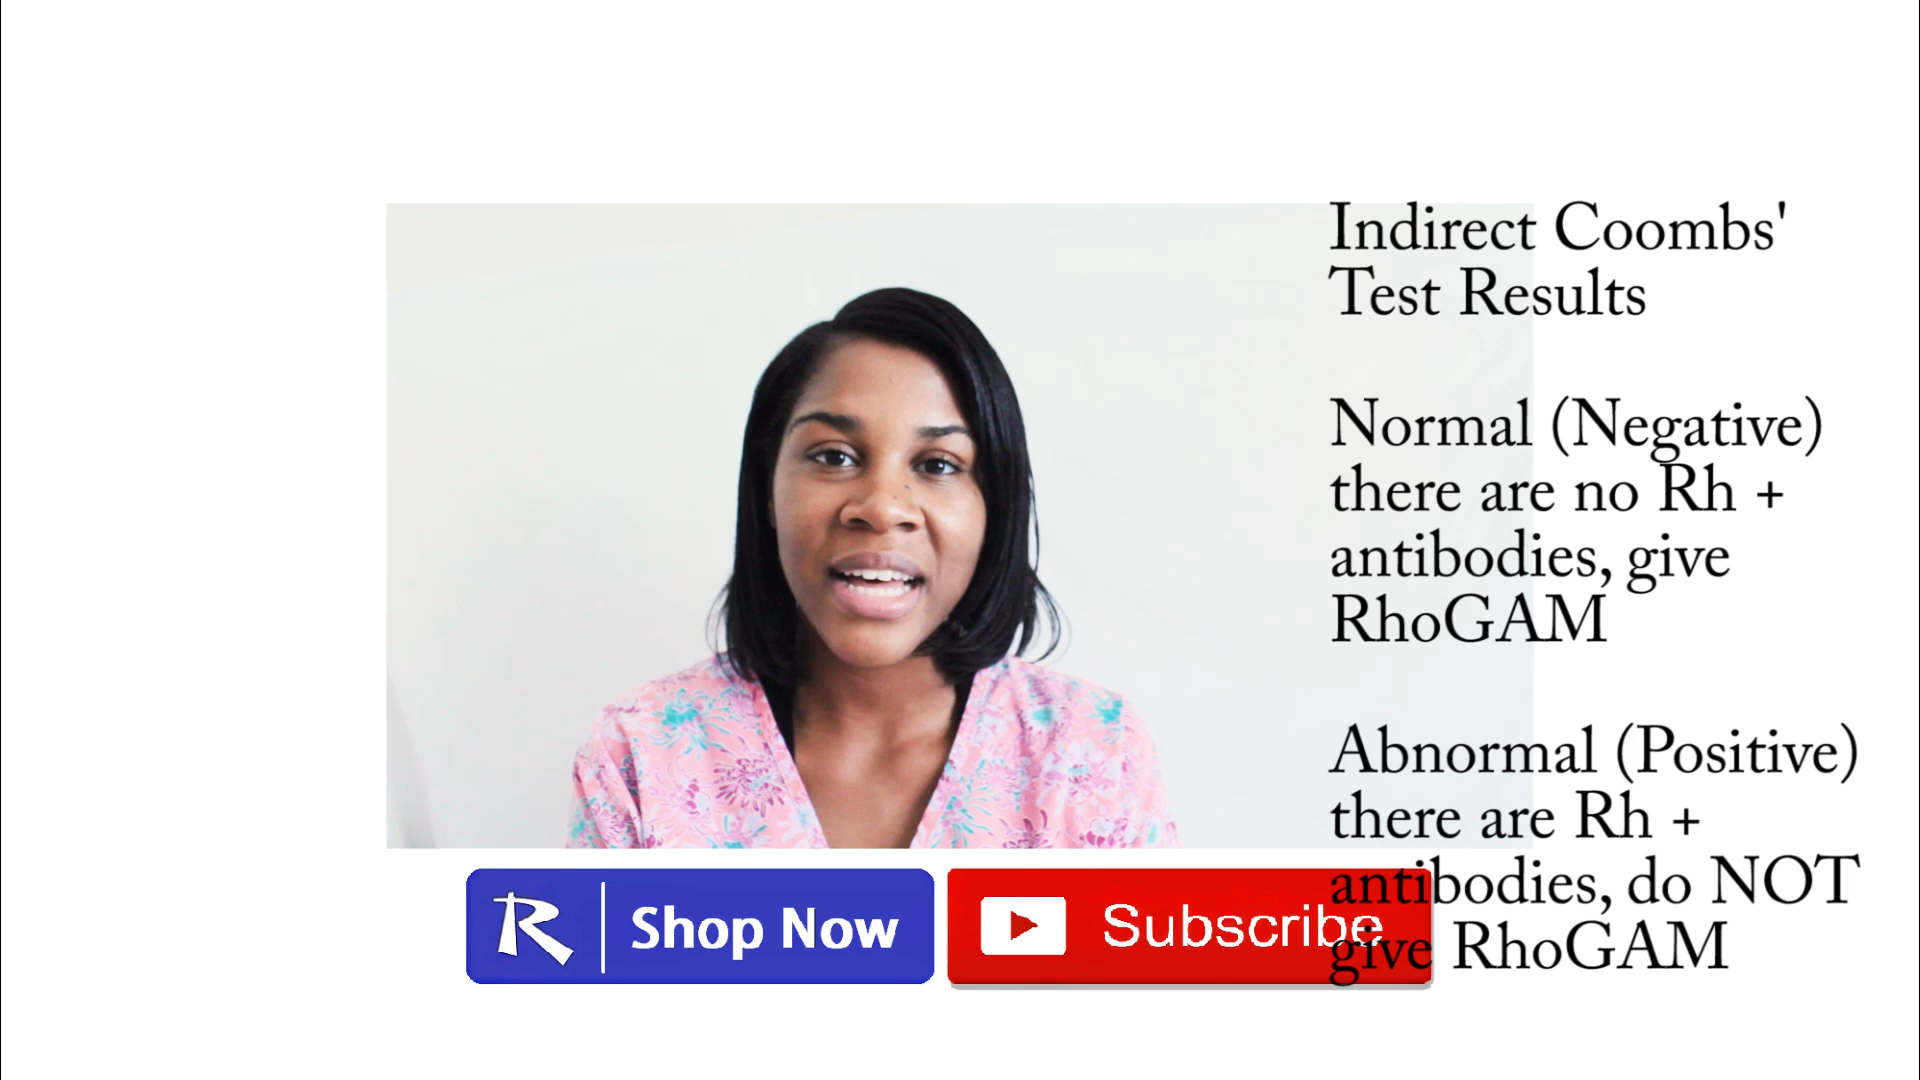 Indirect Coombs'
Test Results
Normal (Negative)
there are no Rh +
antibodies, give
RhoGAM
Abnormal (Positive)
there are Rh +
antibodies, do NOT
give RhoGAM
R Shop Now
Subscribe